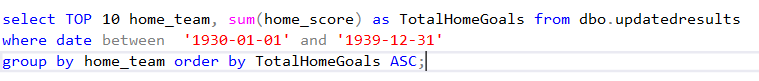 select TOP 10 home_team, sum(home_score) as TotalHomeGoals from dbo.updatedresults
where date between  '1930-01-01' and '1939-12-31'
group by home_team order by TotalHomeGoals ASC;